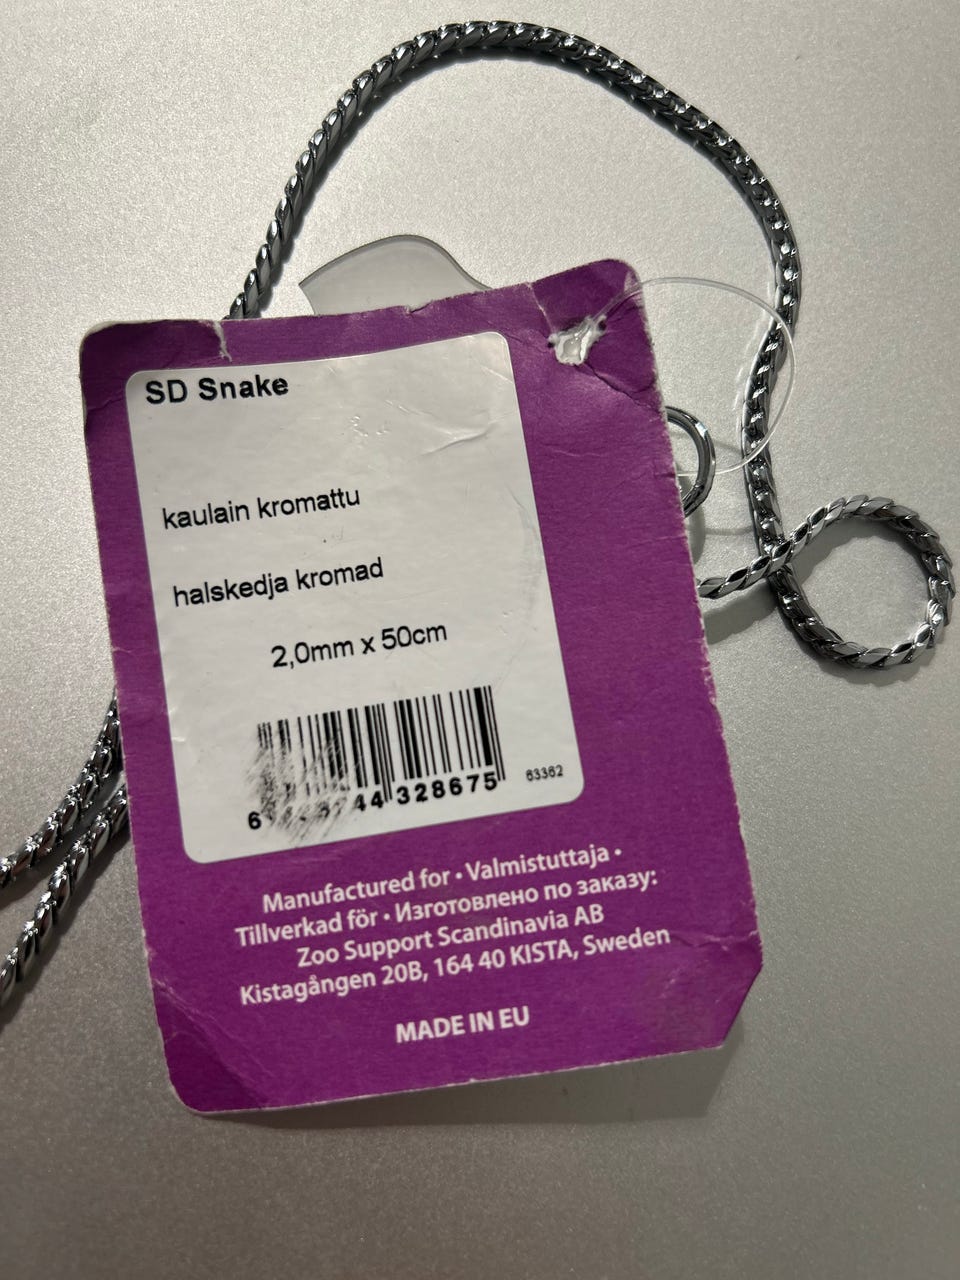 SD Snake
kaulain kromattu
halskedja kromad
2,0mm x 50cm
328675
63362
Manufactured for • Valmistuttaja •
Tillverkad för • Изготовлено по заказу:
Zoo Support Scandinavia AB
Kistagången 20B, 164 40 KISTA, Sweden
MADE IN EU